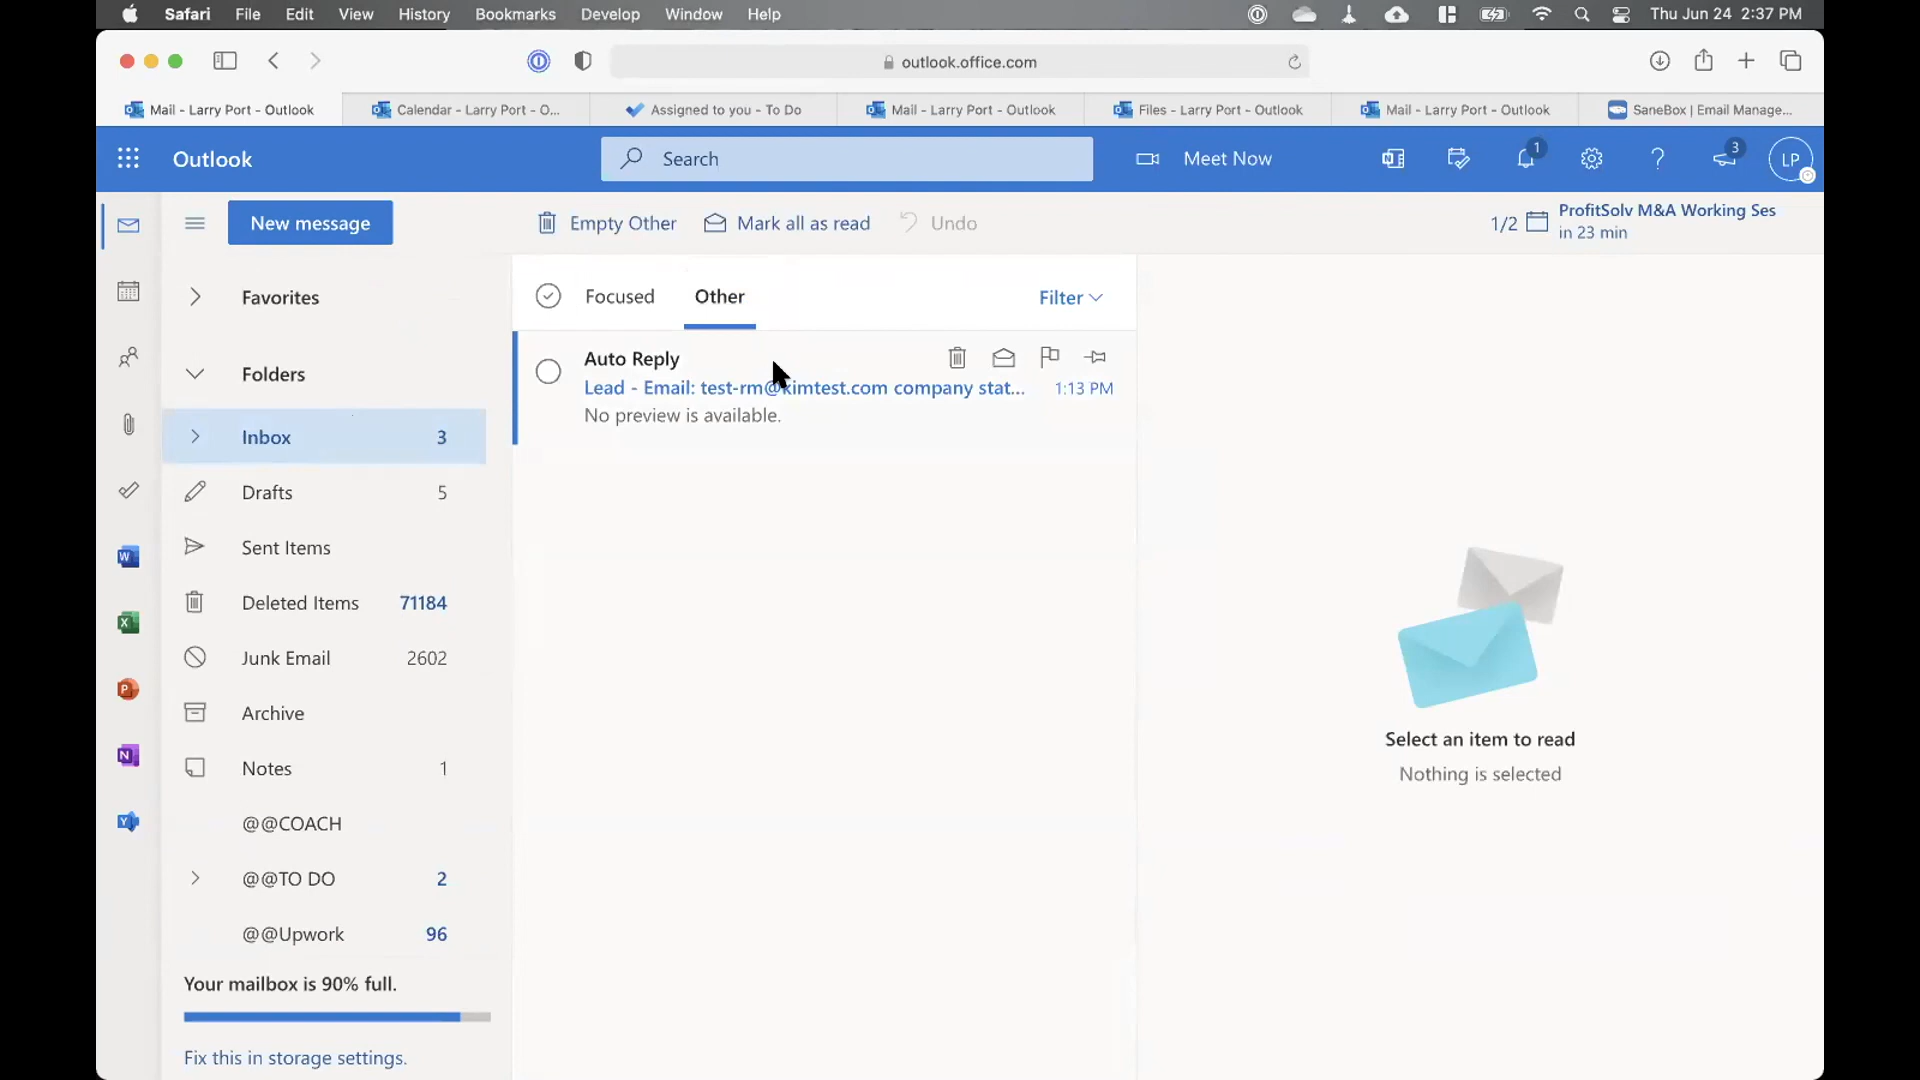 Safari File Edit View History Bookmarks Develop Window Help Thu Jun 24 2:37 PM
outlook.office.com
Mail - Larry Port - Outlook Calendar - Larry Port - O... Assigned to you - To Do Mail - Larry Port - Outlook Files - Larry Port - Outlook Mail - Larry Port - Outlook SaneBox | Email Manage...
Outlook Search Meet Now 1 3 LP
New message Empty Other Mark all as read Undo 1/2 ProfitSolv M&A Working Ses
in 23 min
Favorites
Folders
Inbox 3
Drafts 5
Sent Items
Deleted Items 71184
Junk Email 2602
Archive
Notes 1
@@COACH
@@TO DO 2
@@Upwork 96
Your mailbox is 90% full.
Fix this in storage settings.
Focused Other Filter
Auto Reply
Lead - Email: test-rm@kimtest.com company stat... 1:13 PM
No preview is available.
Select an item to read
Nothing is selected